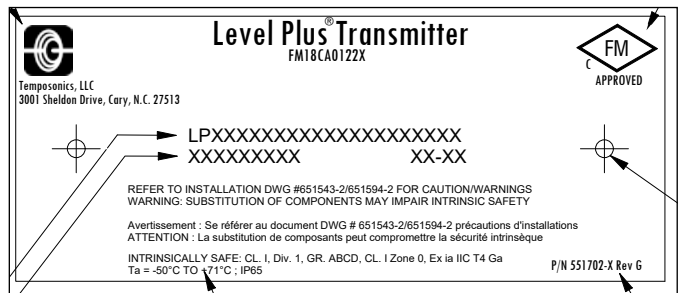 Level Plus® Transmitter
FM18CA0122X
FM
C
APPROVED
Temposonics, LLC
3001 Sheldon Drive, Cary, N.C. 27513
LPXXXXXXXXXXXXXXXXXXXX
XXXXXXXXX XX-XX
REFER TO INSTALLATION DWG #651543-2/651594-2 FOR CAUTION/WARNINGS
WARNING: SUBSTITUTION OF COMPONENTS MAY IMPAIR INTRINSIC SAFETY
Avertissement : Se référer au document DWG # 651543-2/651594-2 précautions d'installations
ATTENTION : La substitution de composants peut compromettre la sécurité intrinsèque
INTRINSICALLY SAFE: CL. I, Div. 1, GR. ABCD, CL. I Zone 0, Ex ia IIC T4 Ga
Ta = -50°C TO +71°C ; IP65
P/N 551702-X Rev G